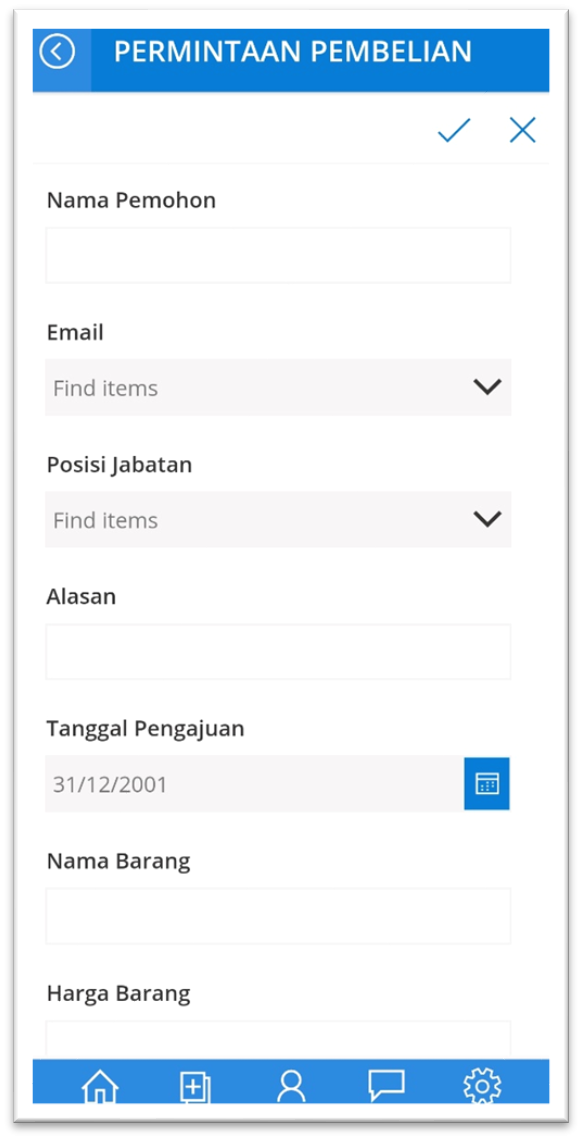 PERMINTAAN PEMBELIAN
Nama Pemohon
Email
Find items
Posisi Jabatan
Find items
Alasan
Tanggal Pengajuan
31/12/2001
Nama Barang
Harga Barang